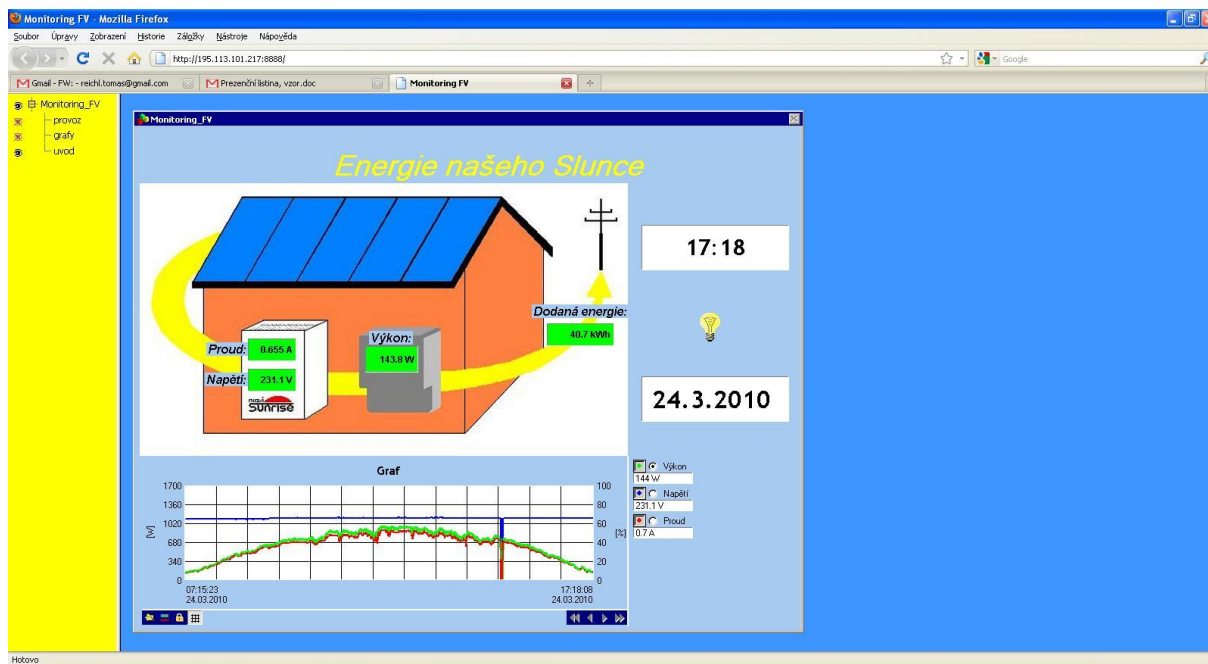 Monitoring FV - Mozilla Firefox
Soubor Úpravy Zobrazení Historie Záložky Nástroje Nápověda
http://195.113.101.217:8888/
Google
Gmail - FW: - reichl.tomas@gmail.com
Prezenční listina, vzor.doc
Monitoring FV
Monitoring_FV
provoz
grafy
uvod
Monitoring_FV
Energie našeho Slunce
17:18
Dodaná energie:
40.7 kWh
Výkon:
143.8 W
Proud:
0.655 A
Napětí:
231.1 V
Sunrise
24.3.2010
Graf
1700
1360
1020
680
340
0
[W]
100
80
60
40
20
0
[%]
07:15:23
24.03.2010
17:18:08
24.03.2010
Výkon
144 W
Napětí
231.1 V
Proud
0.7 A
Hotovo